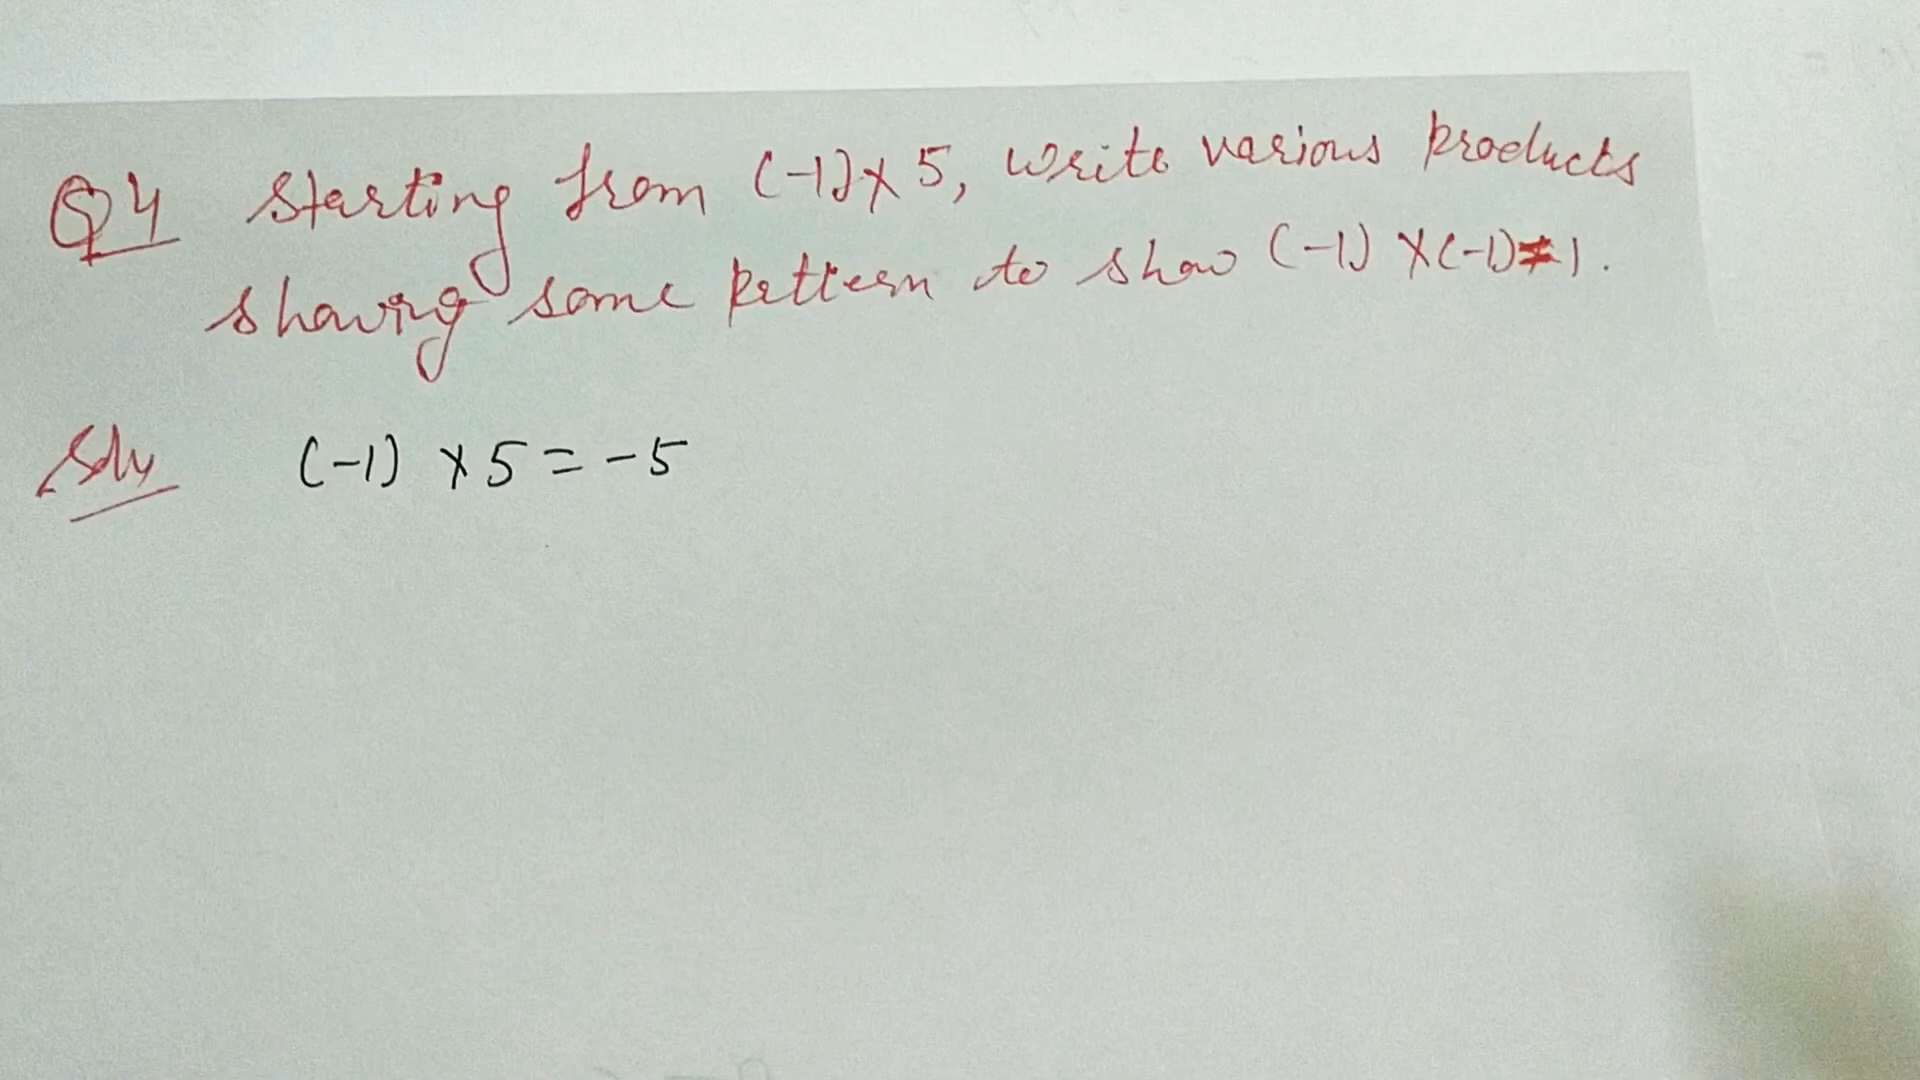 Q4 Starting from (-1)x 5, write various products
showing some pattern to show (-1) x(-1)=1.
Soln (-1) x 5 = -5